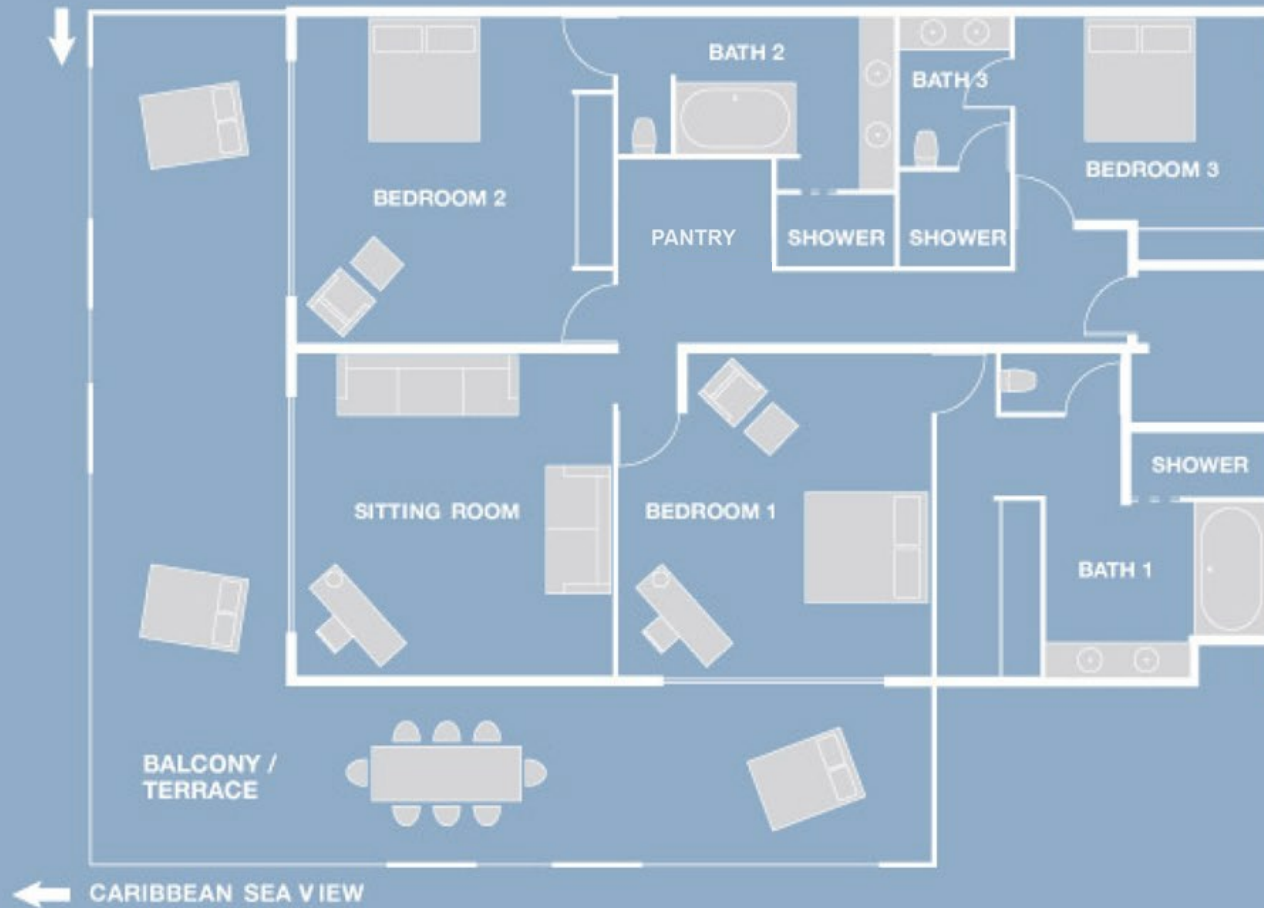 BATH 2
BATH 3
BEDROOM 3
BEDROOM 2
PANTRY
SHOWER
SHOWER
SHOWER
SITTING ROOM
BEDROOM 1
BATH 1
BALCONY /
TERRACE
CARIBBEAN SEA VIEW